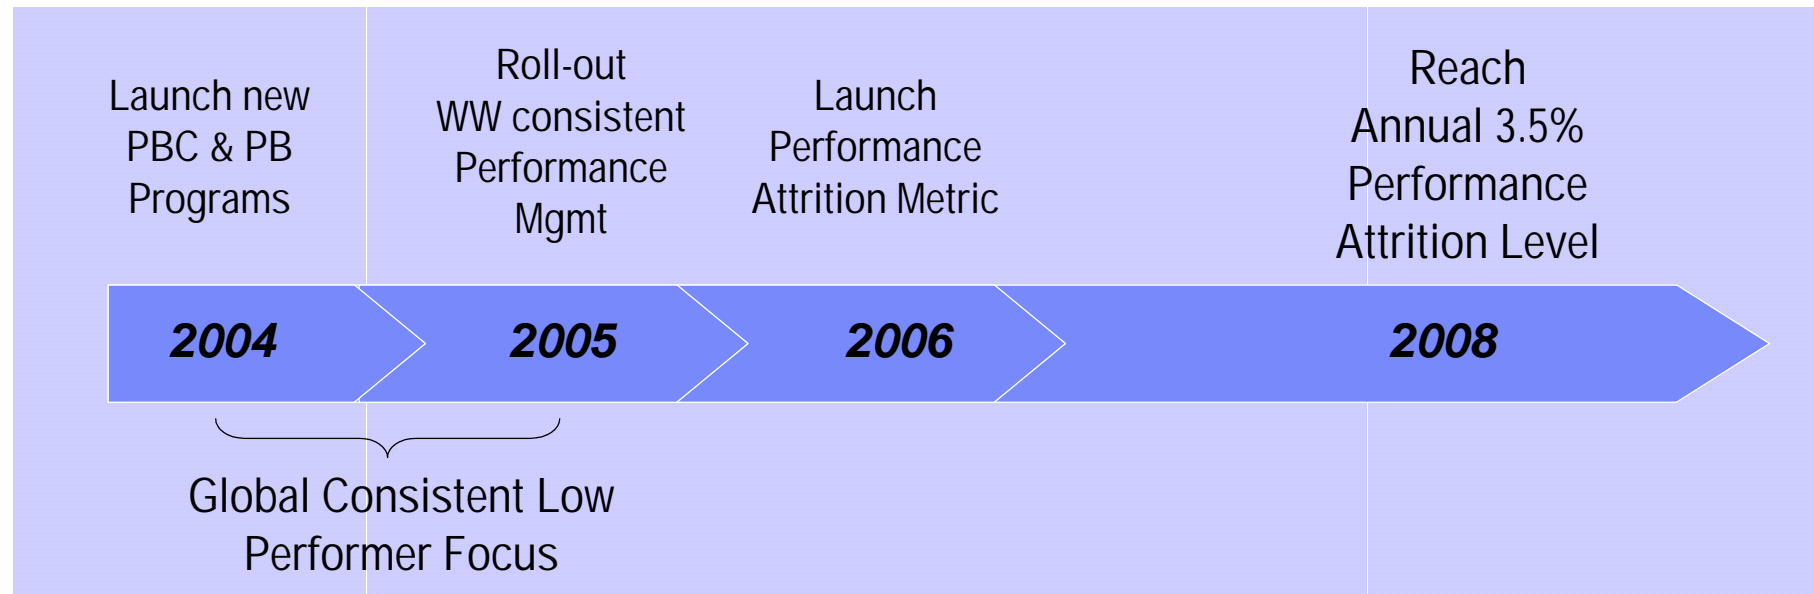 Launch new
PBC & PB
Programs
Roll-out
WW consistent
Performance
Mgmt
Launch
Performance
Attrition Metric
Reach
Annual 3.5%
Performance
Attrition Level
2004
2005
2006
2008
Global Consistent Low
Performer Focus